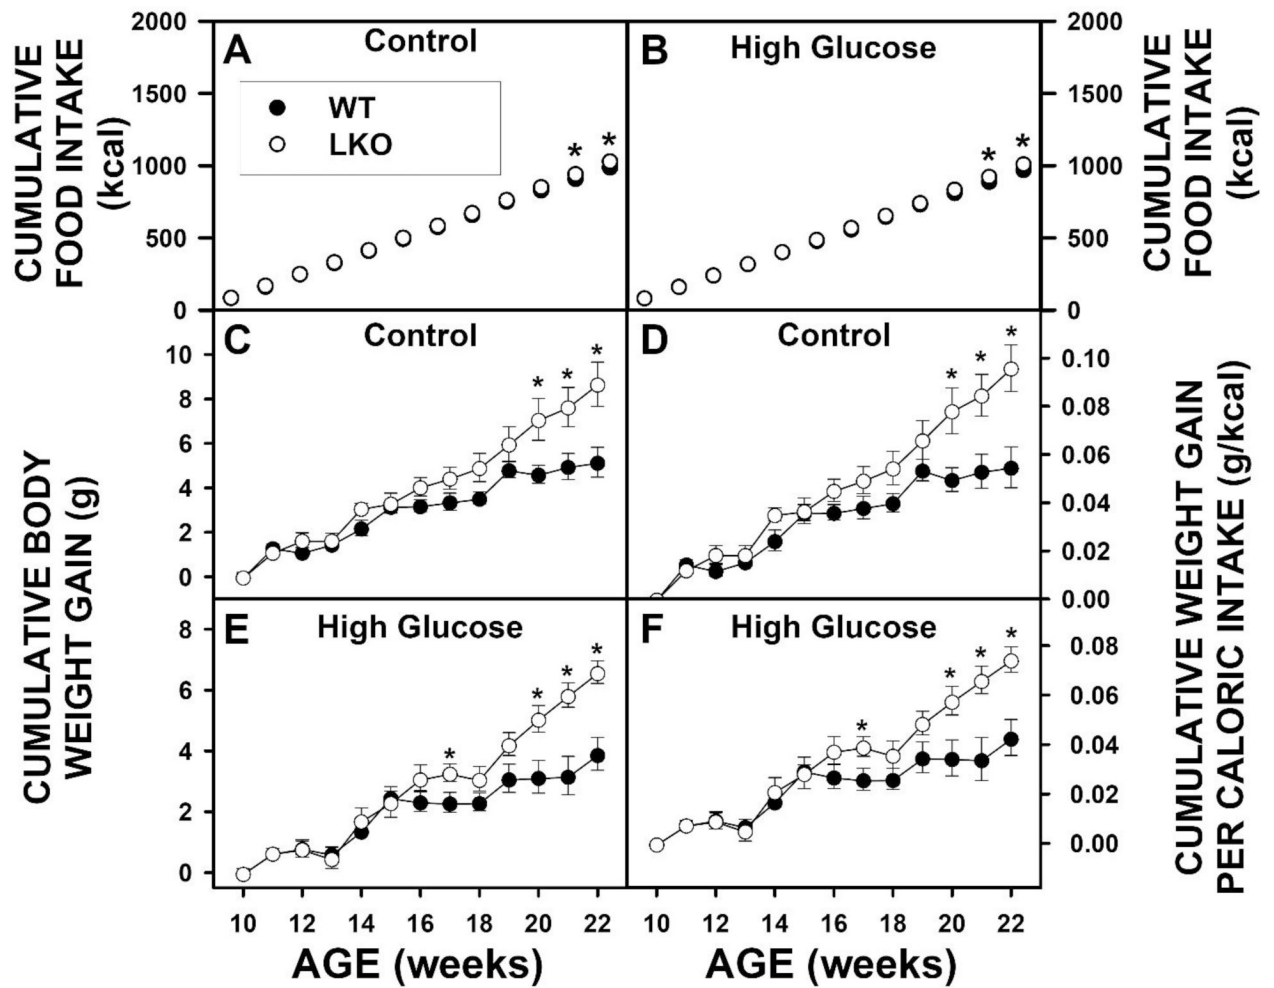 CUMULATIVE
FOOD INTAKE
(kcal)
2000
1500
1000
500
0
A
Control
WT
LKO
*
*
B
High Glucose
*
*
2000
1500
1000
500
0
CUMULATIVE
FOOD INTAKE
(kcal)
CUMULATIVE BODY
WEIGHT GAIN (g)
10
8
6
4
2
0
C
Control
*
*
*
D
Control
*
*
*
0.10
0.08
0.06
0.04
0.02
0.00
CUMULATIVE WEIGHT GAIN
PER CALORIC INTAKE (g/kcal)
8
6
4
2
0
E
High Glucose
*
*
*
*
F
High Glucose
*
*
*
*
0.08
0.06
0.04
0.02
0.00
10 12 14 16 18 20 22
10 12 14 16 18 20 22
AGE (weeks)
AGE (weeks)